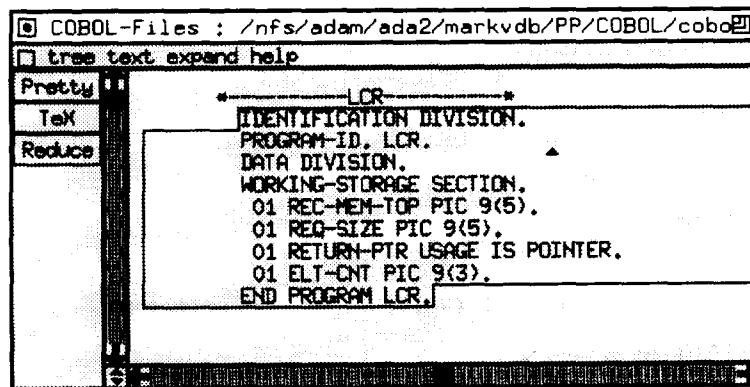 COBOL-Files : /nfs/adam/ada2/markvdb/PP/COBOL/cobo
tree text expand help
Pretty
TeX
Reduce
*------------LCR------------*
IDENTIFICATION DIVISION.
PROGRAM-ID. LCR.
DATA DIVISION.
WORKING-STORAGE SECTION.
01 REC-MEM-TOP PIC 9(5).
01 REQ-SIZE PIC 9(5).
01 RETURN-PTR USAGE IS POINTER.
01 ELT-CNT PIC 9(3).
END PROGRAM LCR.